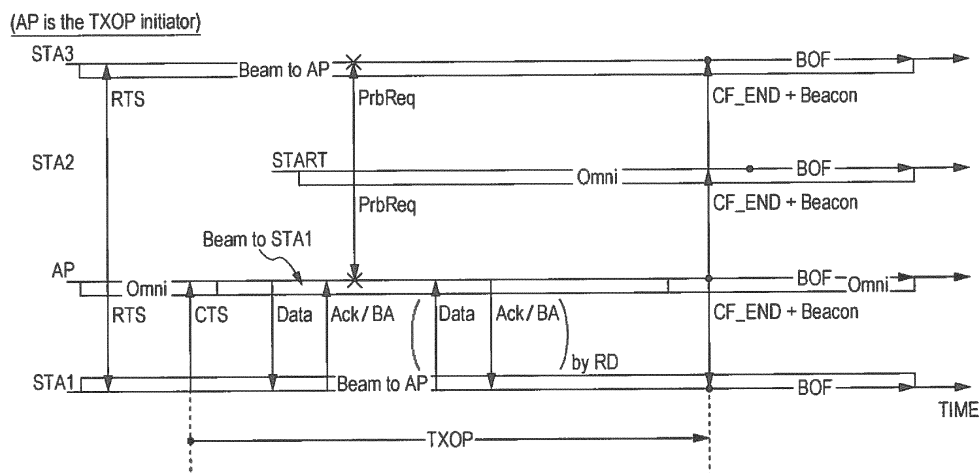 (AP is the TXOP initiator)
STA3
Beam to AP
BOF
RTS
PrbReq
CF_END + Beacon
STA2
START
Omni
BOF
PrbReq
CF_END + Beacon
Beam to STA1
AP
Omni
BOF
Omni
RTS
CTS
Data
Ack / BA
Data
Ack / BA
CF_END + Beacon
by RD
STA1
Beam to AP
BOF
TIME
TXOP